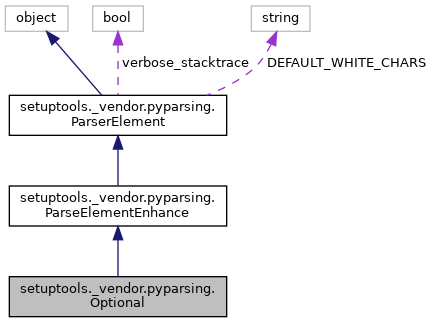 object
bool
string
verbose_stacktrace
DEFAULT_WHITE_CHARS
setuptools._vendor.pyparsing.
ParserElement
setuptools._vendor.pyparsing.
ParseElementEnhance
setuptools._vendor.pyparsing.
Optional